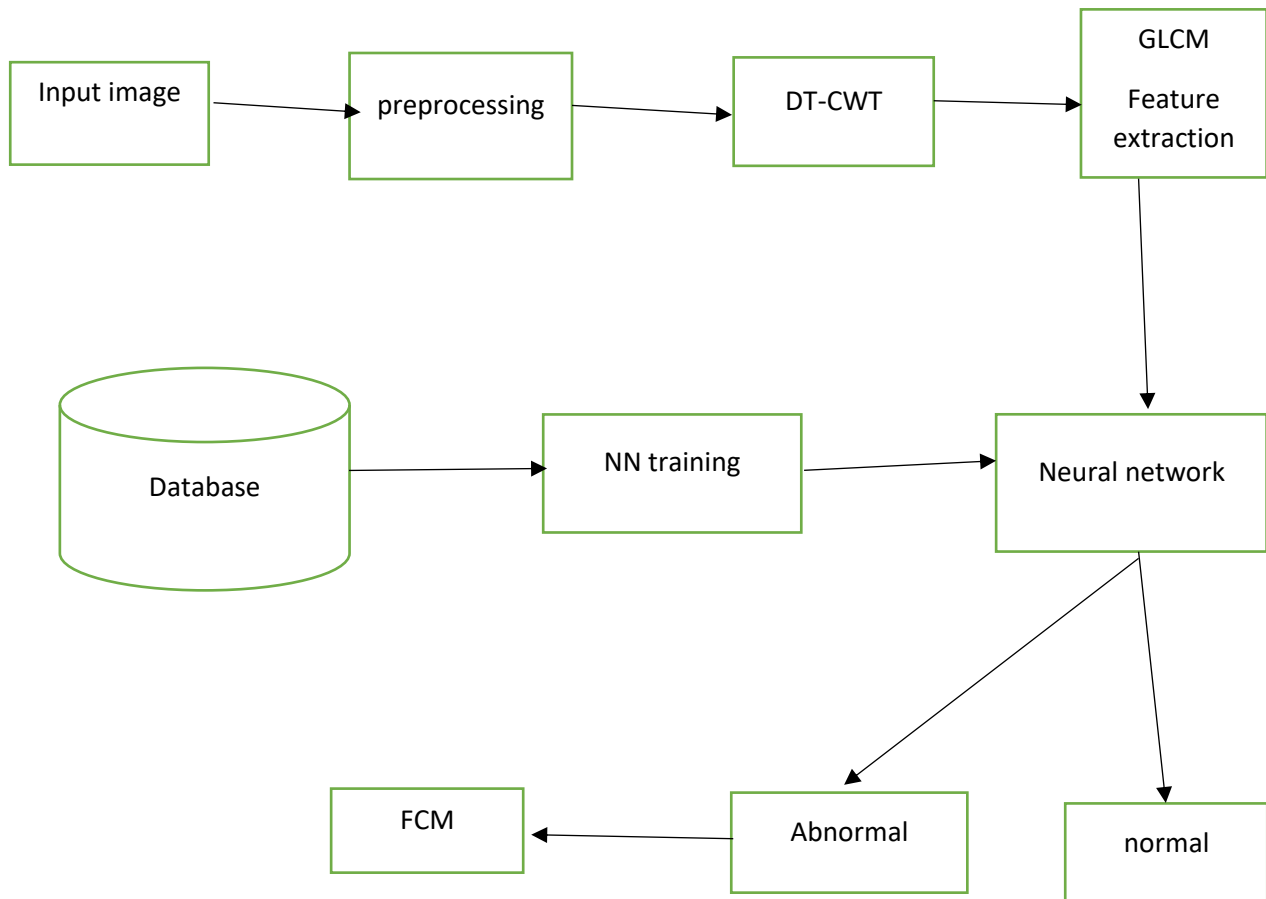 Input image
preprocessing
DT-CWT
GLCM
Feature
extraction
Database
NN training
Neural network
FCM
Abnormal
normal